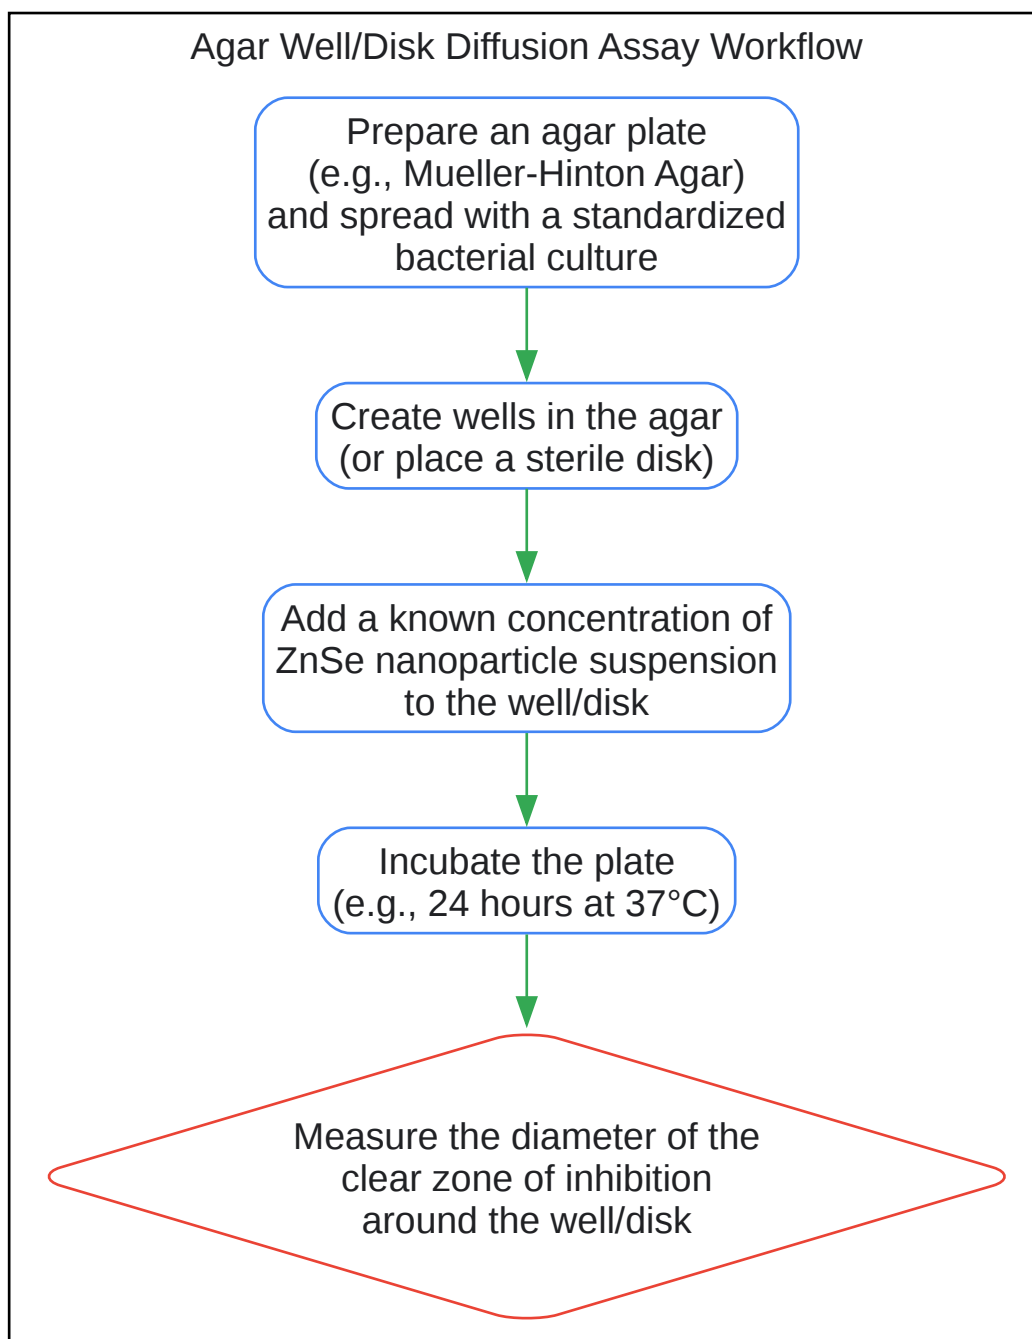 Agar Well/Disk Diffusion Assay Workflow
Prepare an agar plate
(e.g., Mueller-Hinton Agar)
and spread with a standardized
bacterial culture
Create wells in the agar
(or place a sterile disk)
Add a known concentration of
ZnSe nanoparticle suspension
to the well/disk
Incubate the plate
(e.g., 24 hours at 37°C)
Measure the diameter of the
clear zone of inhibition
around the well/disk